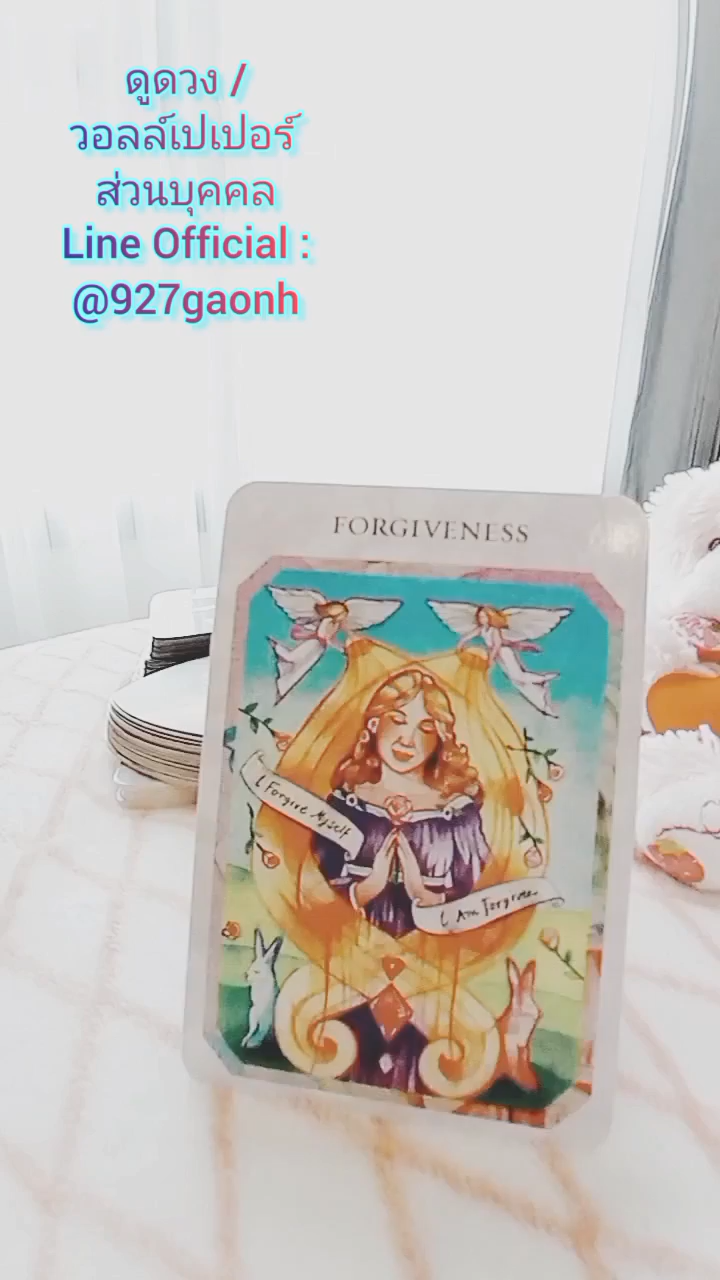 ดูดวง /
วอลล์เปเปอร์
ส่วนบุคคล
Line Official :
@927gaonh
FORGIVENESS
I Forgive Myself
I Am Forgiven